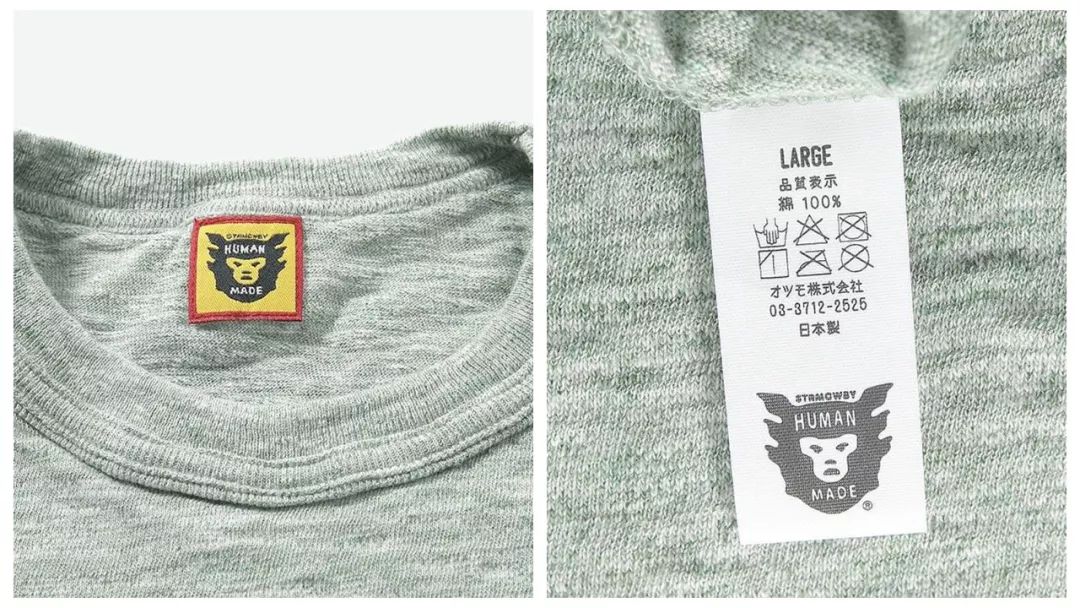 STRMCWBY
HUMAN
MADE
LARGE
品質表示
綿 100%
オツモ株式会社
03-3712-2525
日本製
STRMCWBY
HUMAN
MADE
®